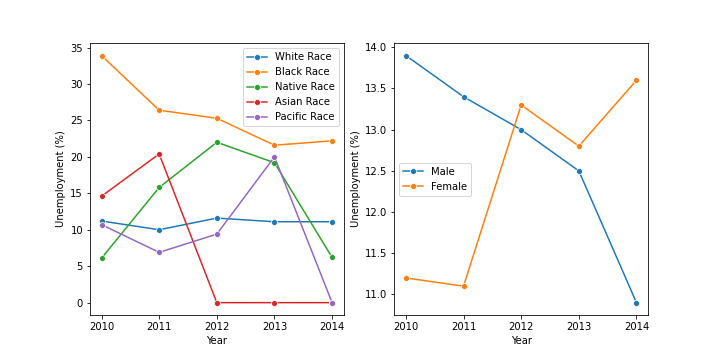 35
30
25
20
15
10
5
0
Unemployment (%)
2010 2011 2012 2013 2014
Year
White Race
Black Race
Native Race
Asian Race
Pacific Race
14.0
13.5
13.0
12.5
12.0
11.5
11.0
Unemployment (%)
2010 2011 2012 2013 2014
Year
Male
Female